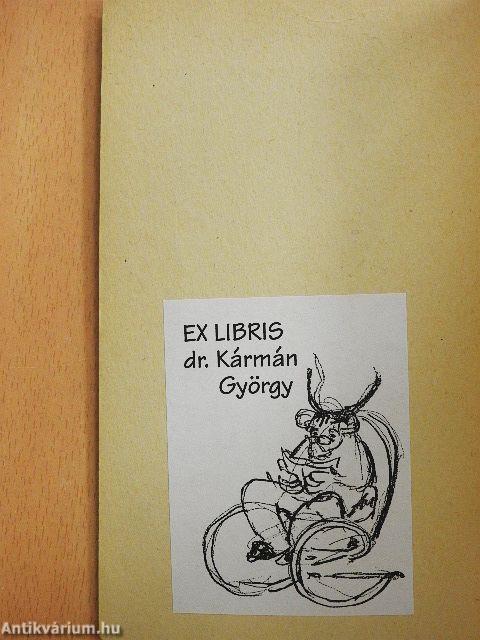 EX LIBRIS
dr. Kármán
György
Antikvárium.hu